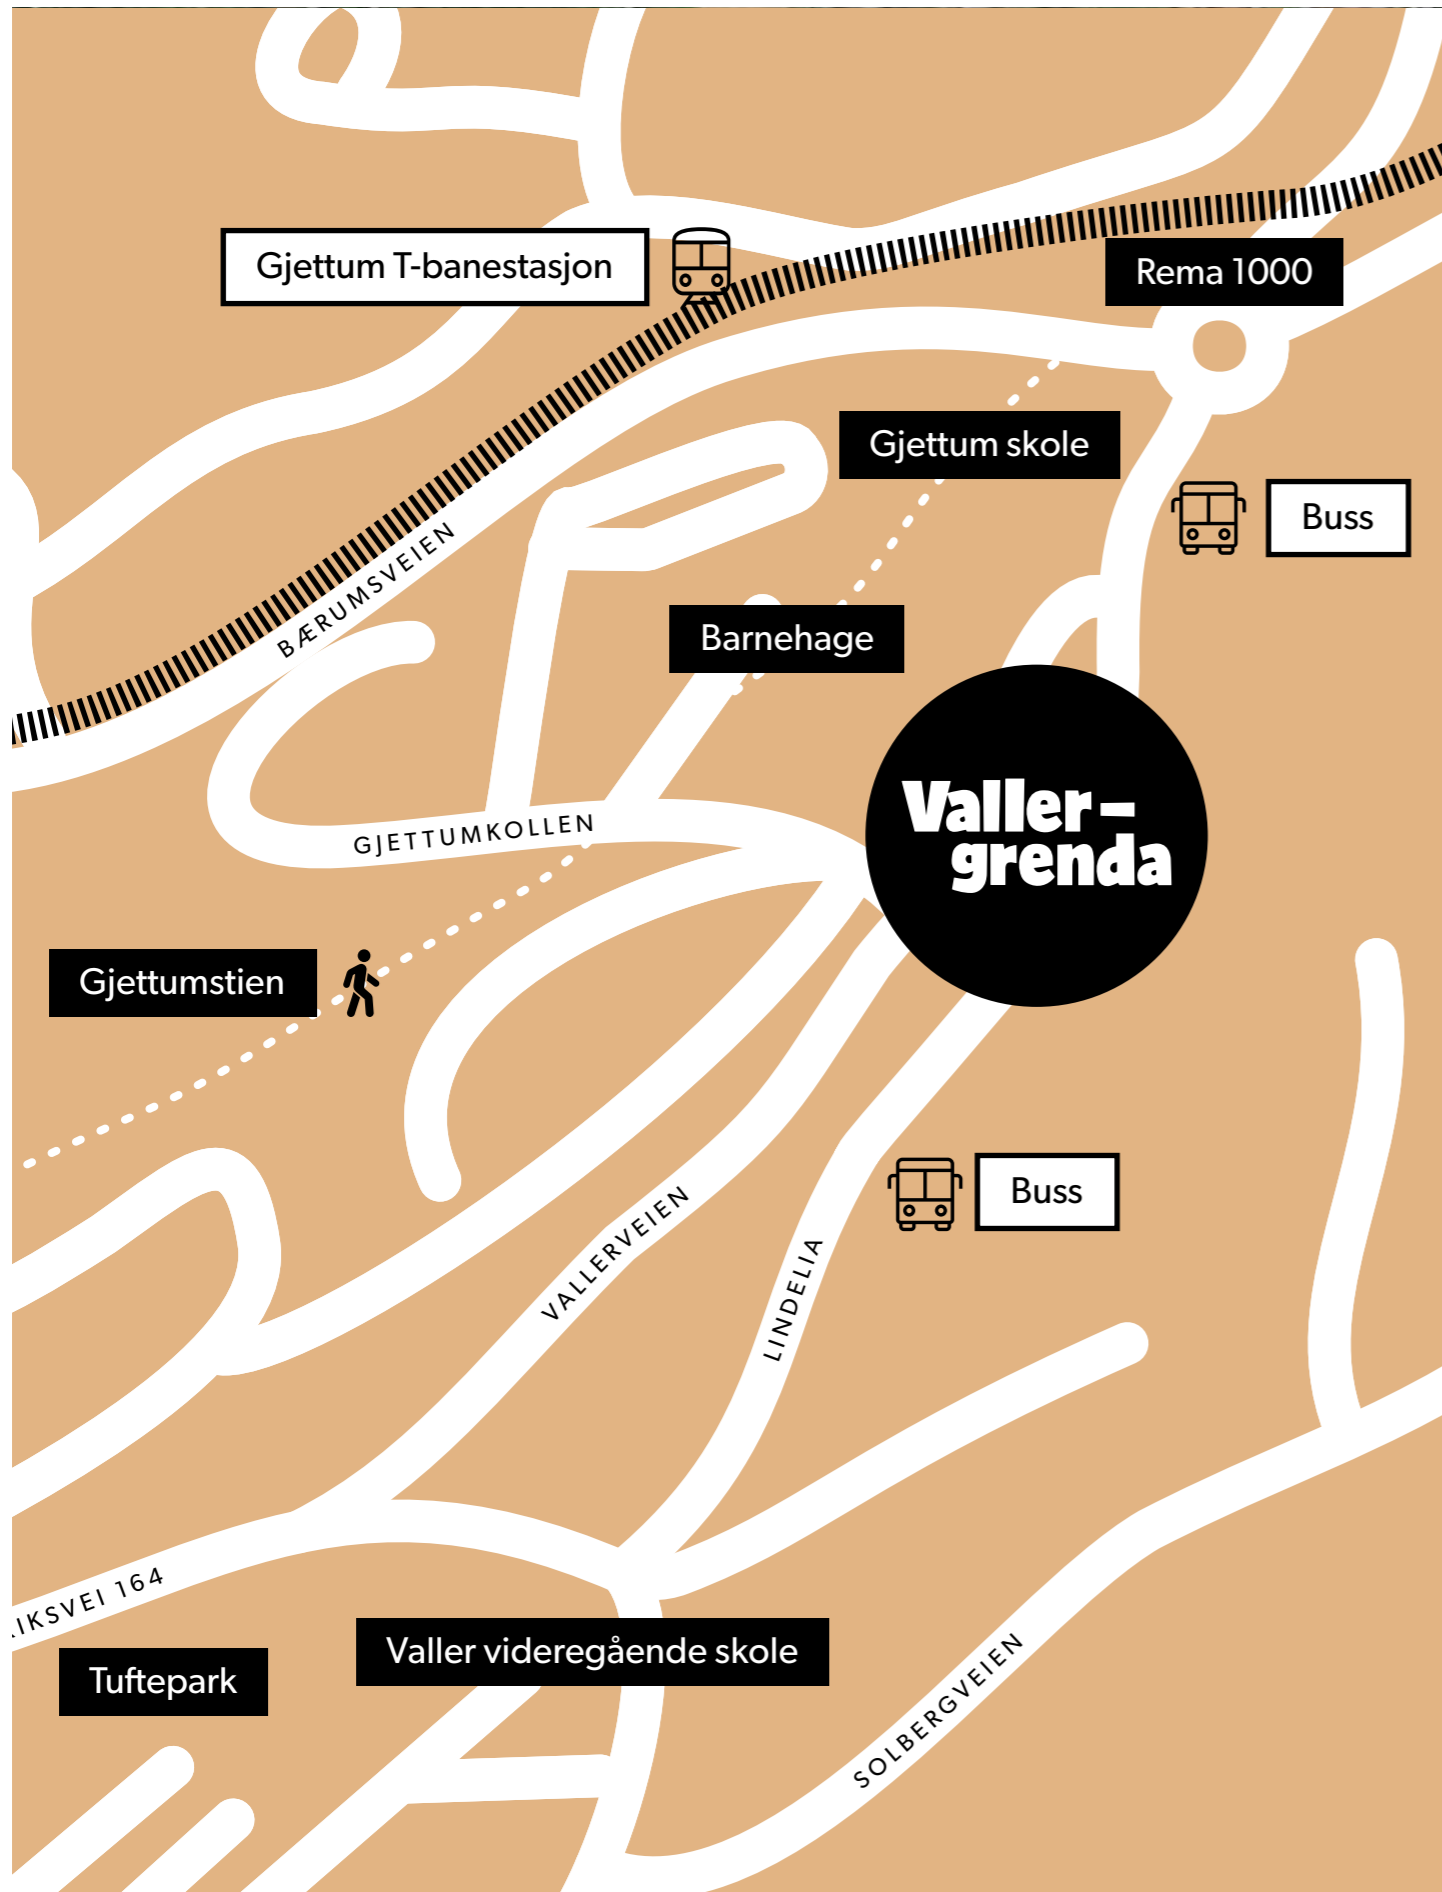 Gjettum T-banestasjon
Rema 1000
Gjettum skole
Buss
BÆRUMSVEIEN
Barnehage
Valler-
grenda
GJETTUMKOLLEN
Gjettumstien
Buss
VALLERVEIEN
LINDELIA
IKSVEI 164
Valler videregående skole
Tuftepark
SOLBERGVEIEN